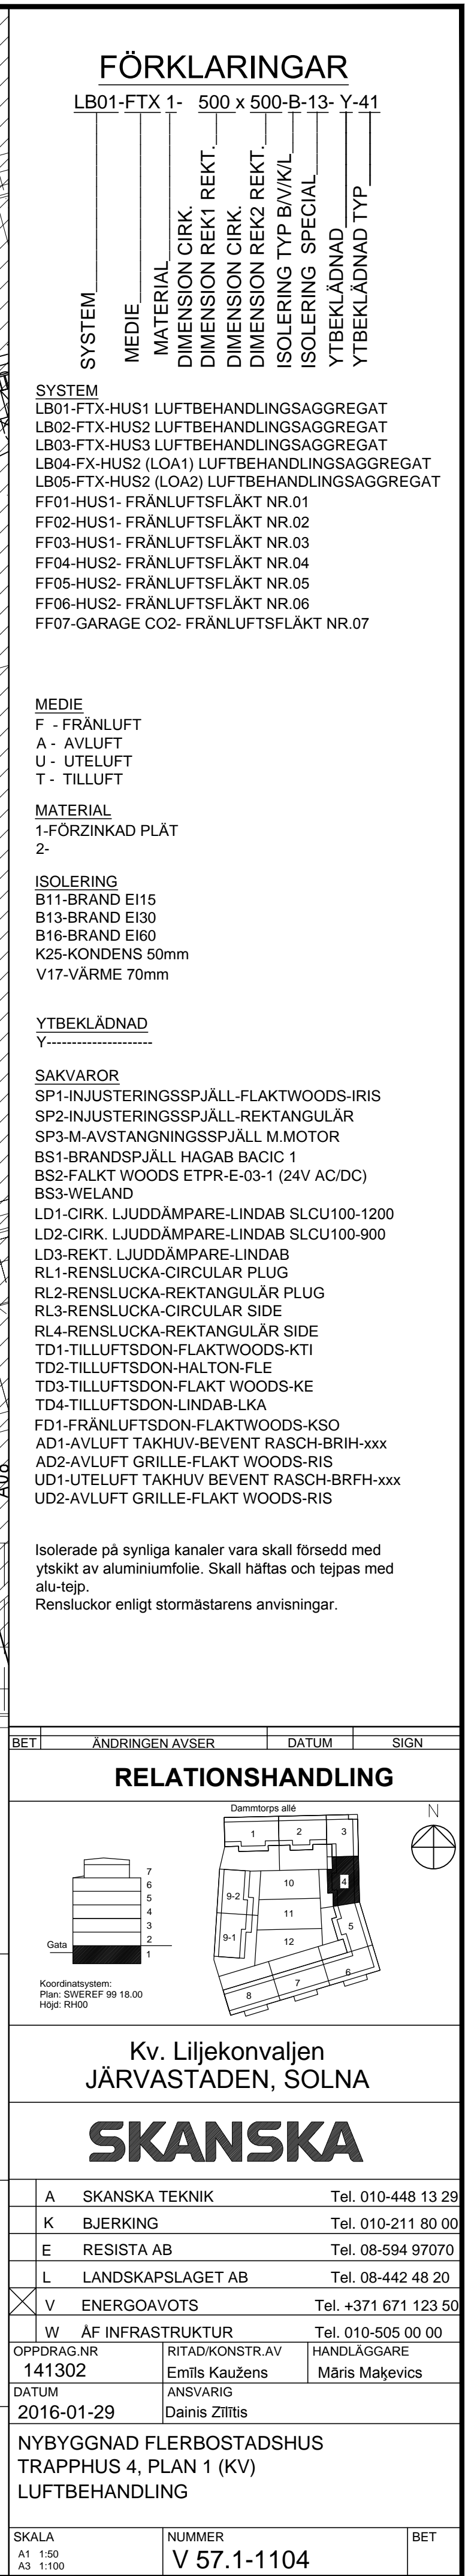 FÖRKLARINGAR
LB01-FTX 1- 500 x 500-B-13- Y-41
SYSTEM
MEDIE
MATERIAL
DIMENSION CIRK.
DIMENSION REK1 REKT.
DIMENSION CIRK.
DIMENSION REK2 REKT.
ISOLERING TYP B/V/K/L
ISOLERING SPECIAL
YTBEKLÄDNAD
YTBEKLÄDNAD TYP
SYSTEM
LB01-FTX-HUS1 LUFTBEHANDLINGSAGGREGAT
LB02-FTX-HUS2 LUFTBEHANDLINGSAGGREGAT
LB03-FTX-HUS3 LUFTBEHANDLINGSAGGREGAT
LB04-FX-HUS2 (LOA1) LUFTBEHANDLINGSAGGREGAT
LB05-FTX-HUS2 (LOA2) LUFTBEHANDLINGSAGGREGAT
FF01-HUS1- FRÄNLUFTSFLÄKT NR.01
FF02-HUS1- FRÄNLUFTSFLÄKT NR.02
FF03-HUS1- FRÄNLUFTSFLÄKT NR.03
FF04-HUS2- FRÄNLUFTSFLÄKT NR.04
FF05-HUS2- FRÄNLUFTSFLÄKT NR.05
FF06-HUS2- FRÄNLUFTSFLÄKT NR.06
FF07-GARAGE CO2- FRÄNLUFTSFLÄKT NR.07
MEDIE
F - FRÄNLUFT
A - AVLUFT
U - UTELUFT
T - TILLUFT
MATERIAL
1-FÖRZINKAD PLÄT
2-
ISOLERING
B11-BRAND EI15
B13-BRAND EI30
B16-BRAND EI60
K25-KONDENS 50mm
V17-VÄRME 70mm
YTBEKLÄDNAD
Y---------------------
SAKVAROR
SP1-INJUSTERINGSSPJÄLL-FLAKTWOODS-IRIS
SP2-INJUSTERINGSSPJÄLL-REKTANGULÄR
SP3-M-AVSTANGNINGSSPJÄLL M.MOTOR
BS1-BRANDSPJÄLL HAGAB BACIC 1
BS2-FALKT WOODS ETPR-E-03-1 (24V AC/DC)
BS3-WELAND
LD1-CIRK. LJUDDÄMPARE-LINDAB SLCU100-1200
LD2-CIRK. LJUDDÄMPARE-LINDAB SLCU100-900
LD3-REKT. LJUDDÄMPARE-LINDAB
RL1-RENSLUCKA-CIRCULAR PLUG
RL2-RENSLUCKA-REKTANGULÄR PLUG
RL3-RENSLUCKA-CIRCULAR SIDE
RL4-RENSLUCKA-REKTANGULÄR SIDE
TD1-TILLUFTSDON-FLAKTWOODS-KTI
TD2-TILLUFTSDON-HALTON-FLE
TD3-TILLUFTSDON-FLAKT WOODS-KE
TD4-TILLUFTSDON-LINDAB-LKA
FD1-FRÄNLUFTSDON-FLAKTWOODS-KSO
AD1-AVLUFT TAKHUV-BEVENT RASCH-BRIH-xxx
AD2-AVLUFT GRILLE-FLAKT WOODS-RIS
UD1-UTELUFT TAKHUV BEVENT RASCH-BRFH-xxx
UD2-AVLUFT GRILLE-FLAKT WOODS-RIS
Isolerade på synliga kanaler vara skall försedd med
ytskikt av aluminiumfolie. Skall häftas och tejpas med
alu-tejp.
Rensluckor enligt stormästarens anvisningar.
BET ÄNDRINGEN AVSER DATUM SIGN
RELATIONSHANDLING
Dammtorps allé
N
1 2 3
4
5
6
7
8
9-1
9-2
10
11
12
7
6
5
4
3
2
1
Gata
Koordinatsystem:
Plan: SWEREF 99 18.00
Höjd: RH00
Kv. Liljekonvaljen
JÄRVASTADEN, SOLNA
SKANSKA
A SKANSKA TEKNIK Tel. 010-448 13 29
K BJERKING Tel. 010-211 80 00
E RESISTA AB Tel. 08-594 97070
L LANDSKAPSLAGET AB Tel. 08-442 48 20
V ENERGOAVOTS Tel. +371 671 123 50
W ÅF INFRASTRUKTUR Tel. 010-505 00 00
OPPDRAG.NR RITAD/KONSTR.AV HANDLÄGGARE
141302 Emīls Kaužens Māris Maķevics
DATUM ANSVARIG
2016-01-29 Dainis Zīlītis
NYBYGGNAD FLERBOSTADSHUS
TRAPPHUS 4, PLAN 1 (KV)
LUFTBEHANDLING
SKALA NUMMER BET
A1 1:50
A3 1:100
V 57.1-1104